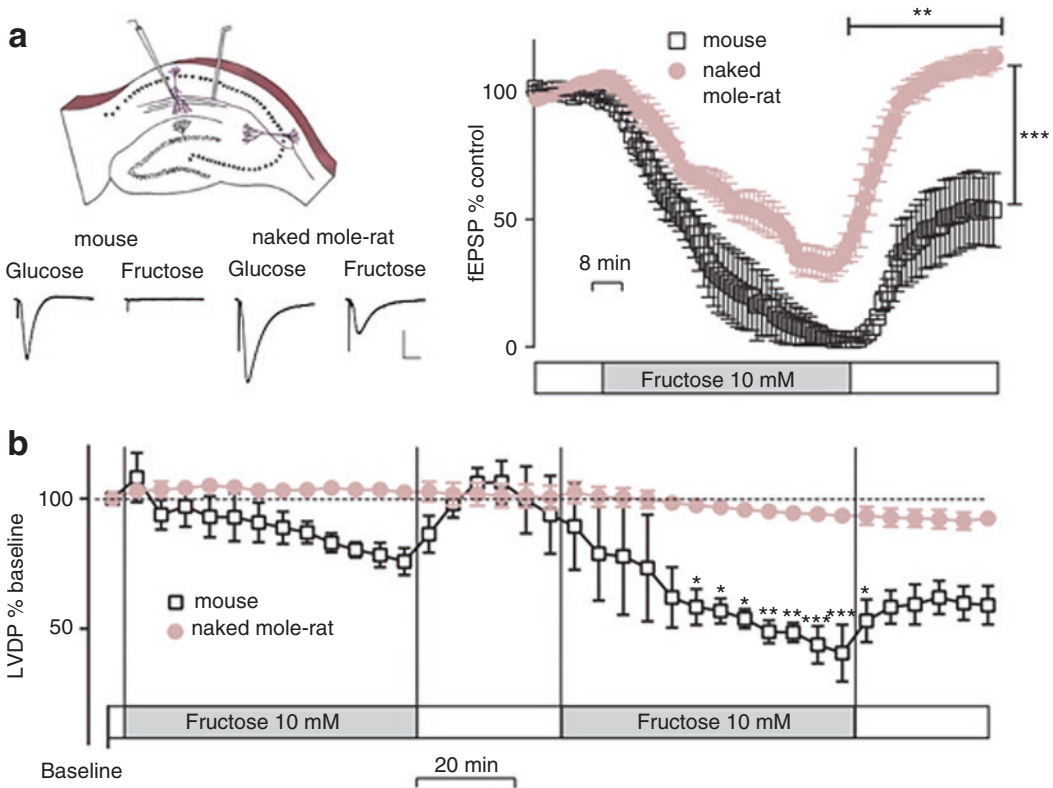 a
mouse
naked mole-rat
Glucose
Fructose
Glucose
Fructose
**
mouse
naked
mole-rat
***
fEPSP % control
100
50
0
8 min
Fructose 10 mM
b
LVDP % baseline
100
50
mouse
naked mole-rat
* * * ** ** *** *** *
Fructose 10 mM
Fructose 10 mM
Baseline
20 min